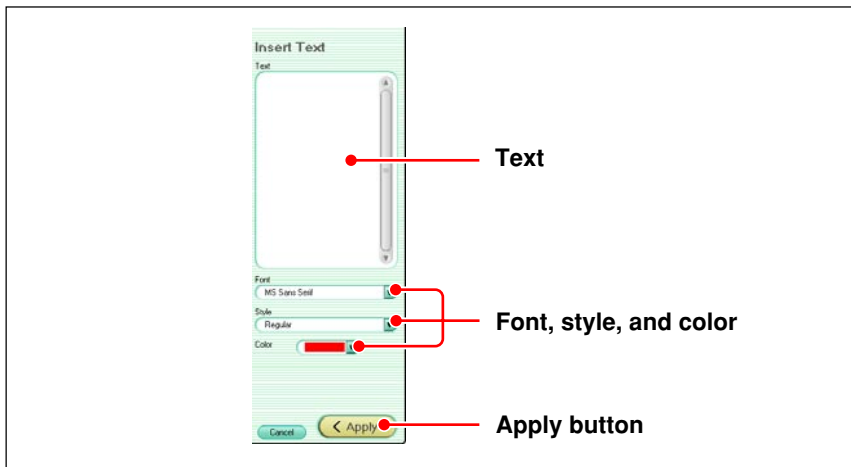 Insert Text
Text
Text
Font
MS Sans Serif
Style
Regular
Font, style, and color
Color
Cancel
< Apply
Apply button